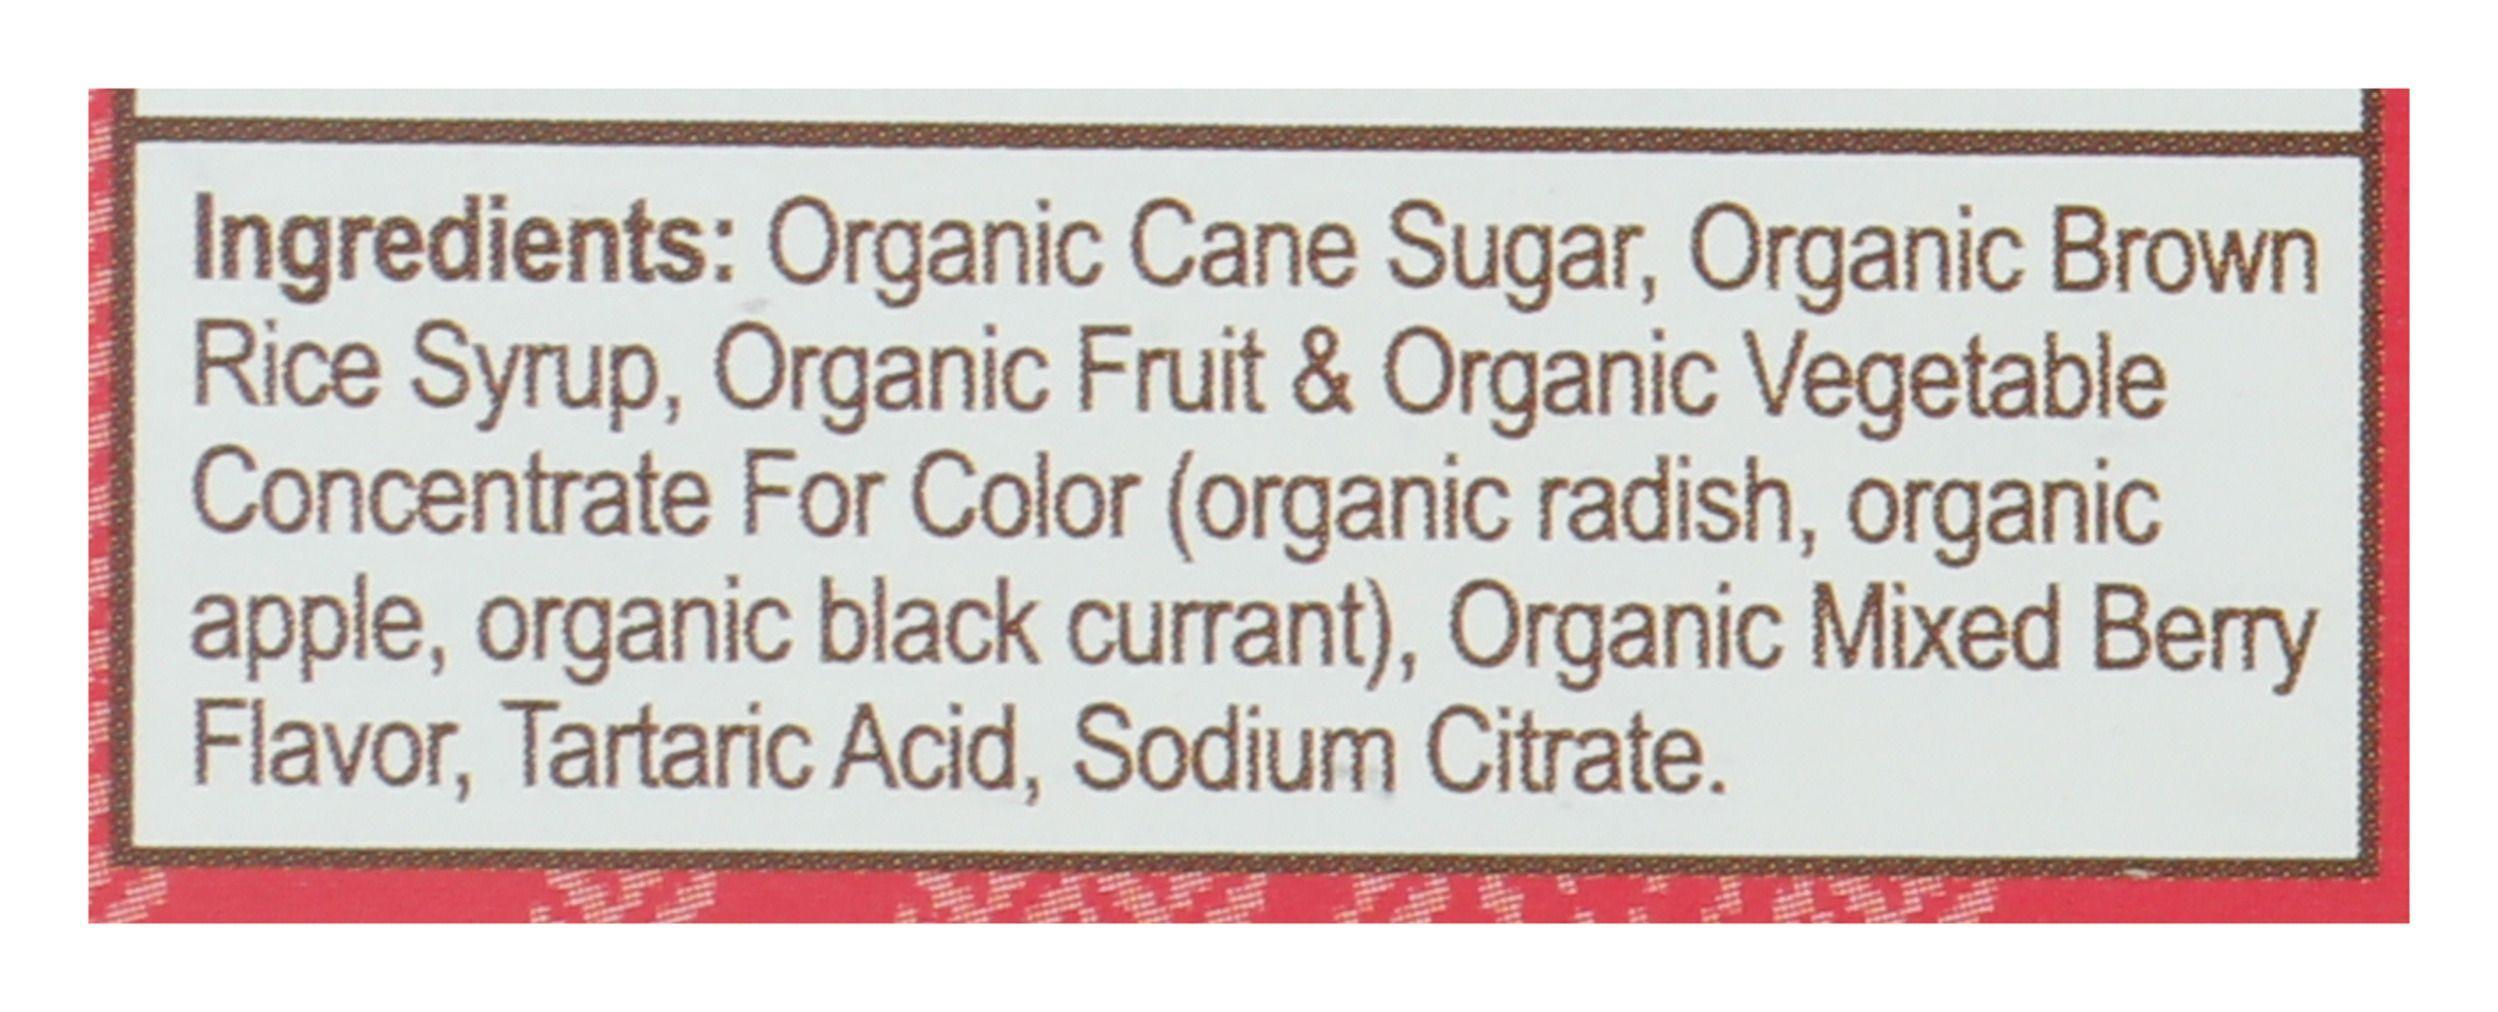 Ingredients: Organic Cane Sugar, Organic Brown
Rice Syrup, Organic Fruit & Organic Vegetable
Concentrate For Color (organic radish, organic
apple, organic black currant), Organic Mixed Berry
Flavor, Tartaric Acid, Sodium Citrate.